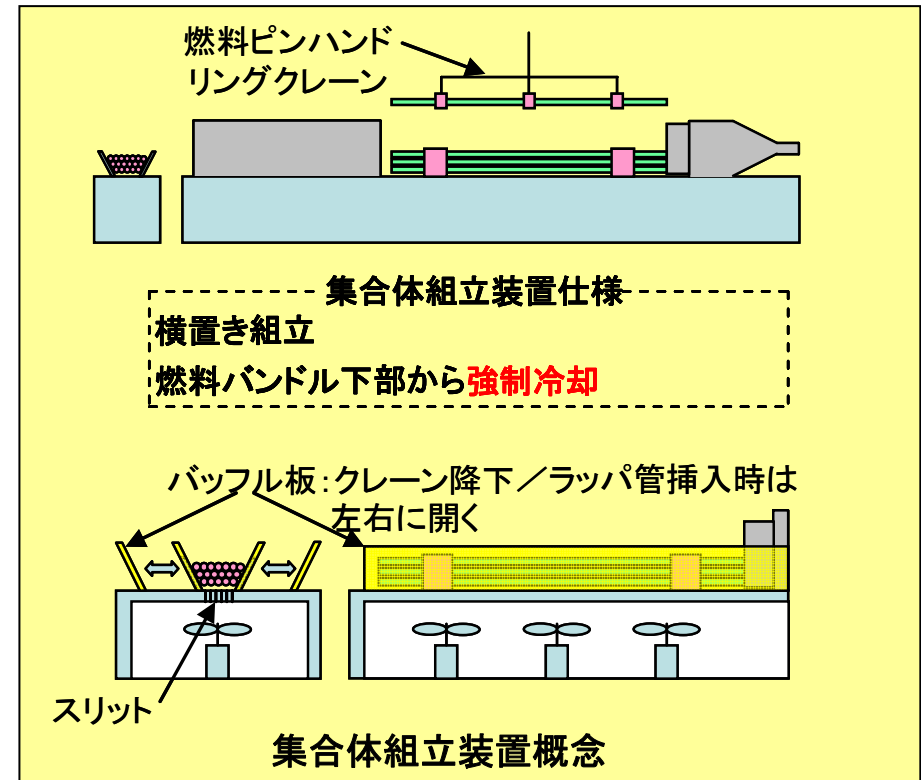 燃料ピンハンド
リングクレーン
集合体組立装置仕様
横置き組立
燃料バンドル下部から強制冷却
バッフル板：クレーン降下／ラッパ管挿入時は
左右に開く
スリット
集合体組立装置概念